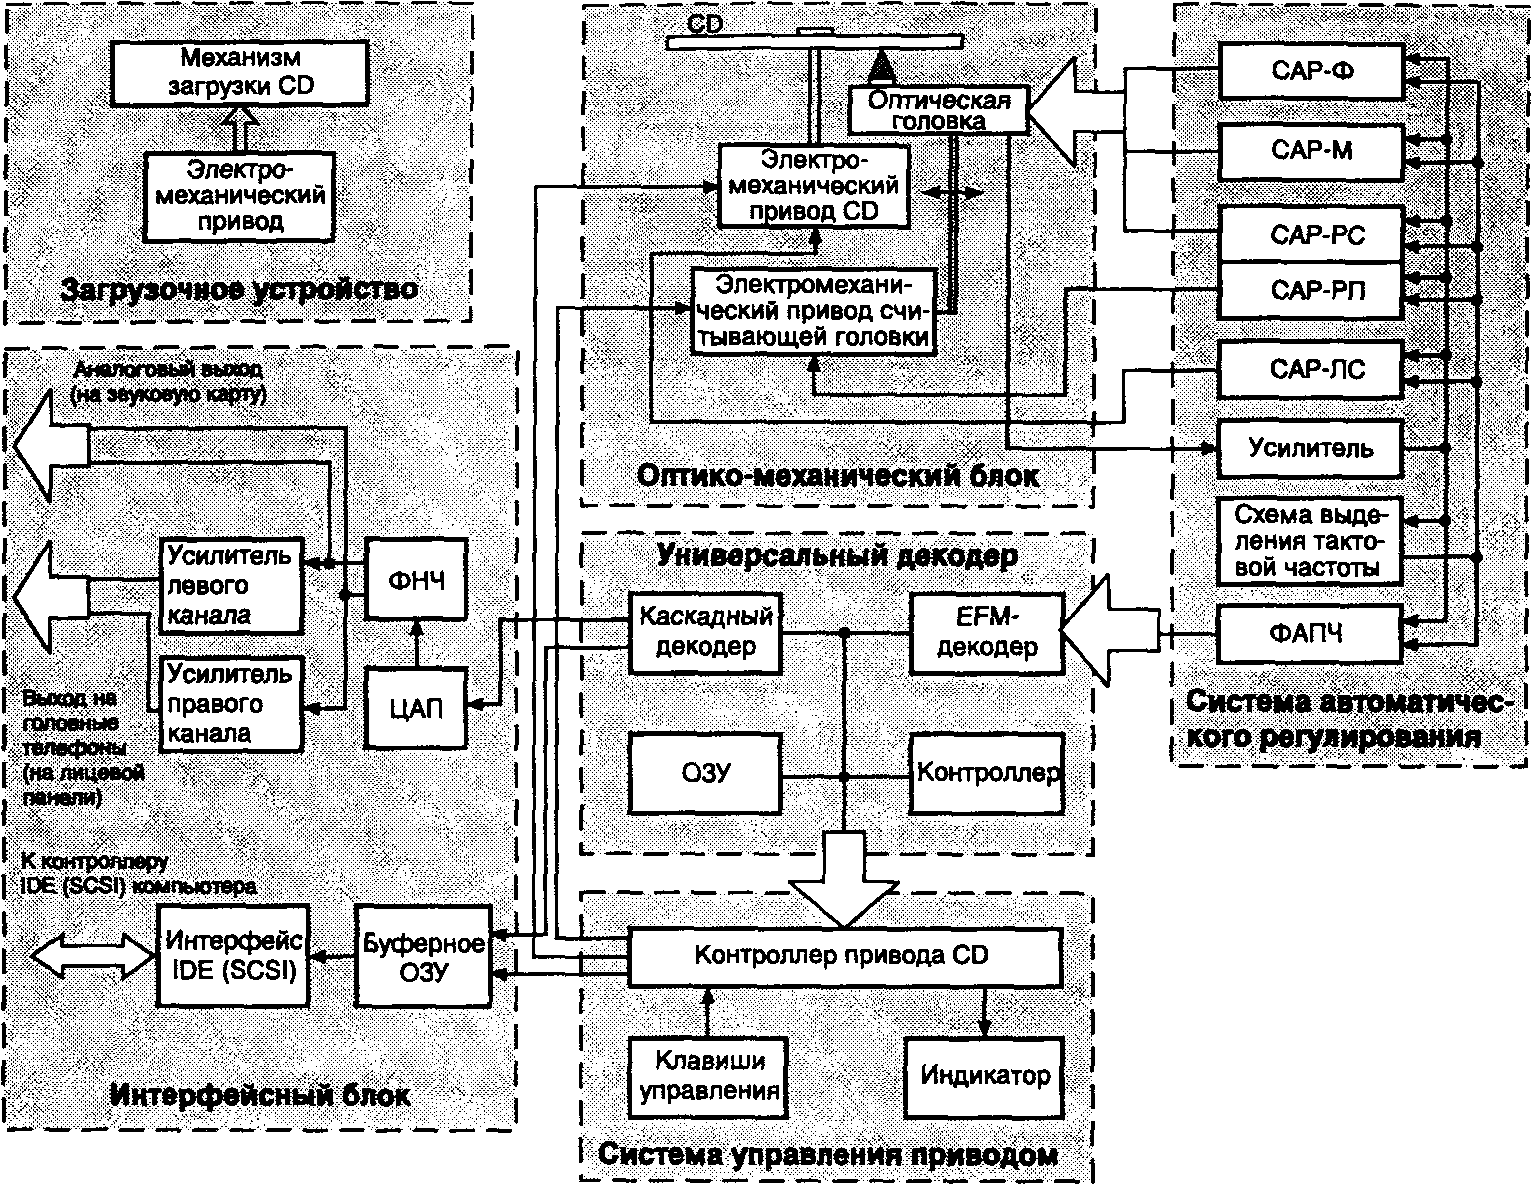 Механизм
загрузки CD
Электро-
механический
привод
Загрузочное устройство
CD
Оптическая
головка
Электро-
механический
привод CD
Электромехани-
ческий привод счи-
тывающей головки
Оптико-механический блок
САР-Ф
САР-М
САР-РС
САР-РП
САР-ЛС
Усилитель
Схема выде-
ления такто-
вой частоты
ФАПЧ
Система автоматичес-
кого регулирования
Аналоговый выход
(на звуковую карту)
Усилитель
левого
канала
ФНЧ
Усилитель
правого
канала
ЦАП
Выход на
головные
телефоны
(на лицевой
панели)
К контроллеру
IDE (SCSI) компьютера
Интерфейс
IDE (SCSI)
Буферное
ОЗУ
Интерфейсный блок
Универсальный декодер
Каскадный
декодер
EFM-
декодер
ОЗУ
Контроллер
Контроллер привода CD
Клавиши
управления
Индикатор
Система управления приводом